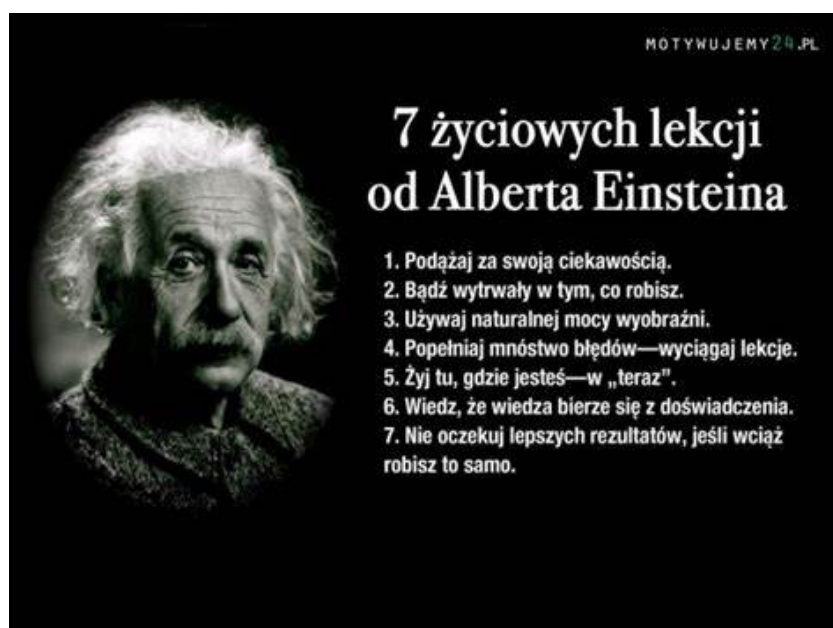 MOTYWUJEMY24.PL
7 życiowych lekcji
od Alberta Einsteina
1. Podążaj za swoją ciekawością.
2. Bądź wytrwały w tym, co robisz.
3. Używaj naturalnej mocy wyobraźni.
4. Popełniaj mnóstwo błędów—wyciągaj lekcje.
5. Żyj tu, gdzie jesteś—w „teraz”.
6. Wiedz, że wiedza bierze się z doświadczenia.
7. Nie oczekuj lepszych rezultatów, jeśli wciąż
robisz to samo.